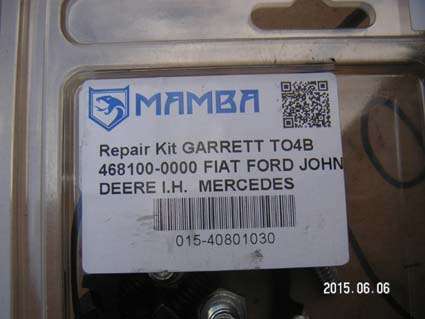 MAMBA
Repair Kit GARRETT TO4B
468100-0000 FIAT FORD JOHN
DEERE I.H. MERCEDES
015-40801030
2015.06.06